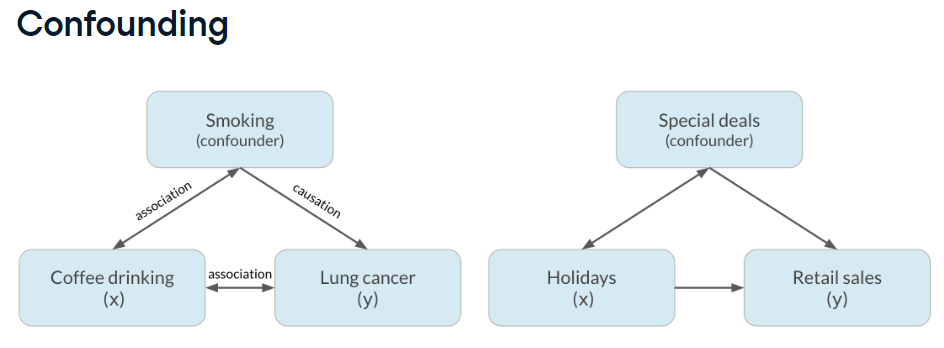 Confounding
Smoking
(confounder)
association
causation
Coffee drinking
(x)
association
Lung cancer
(y)
Special deals
(confounder)
Holidays
(x)
Retail sales
(y)